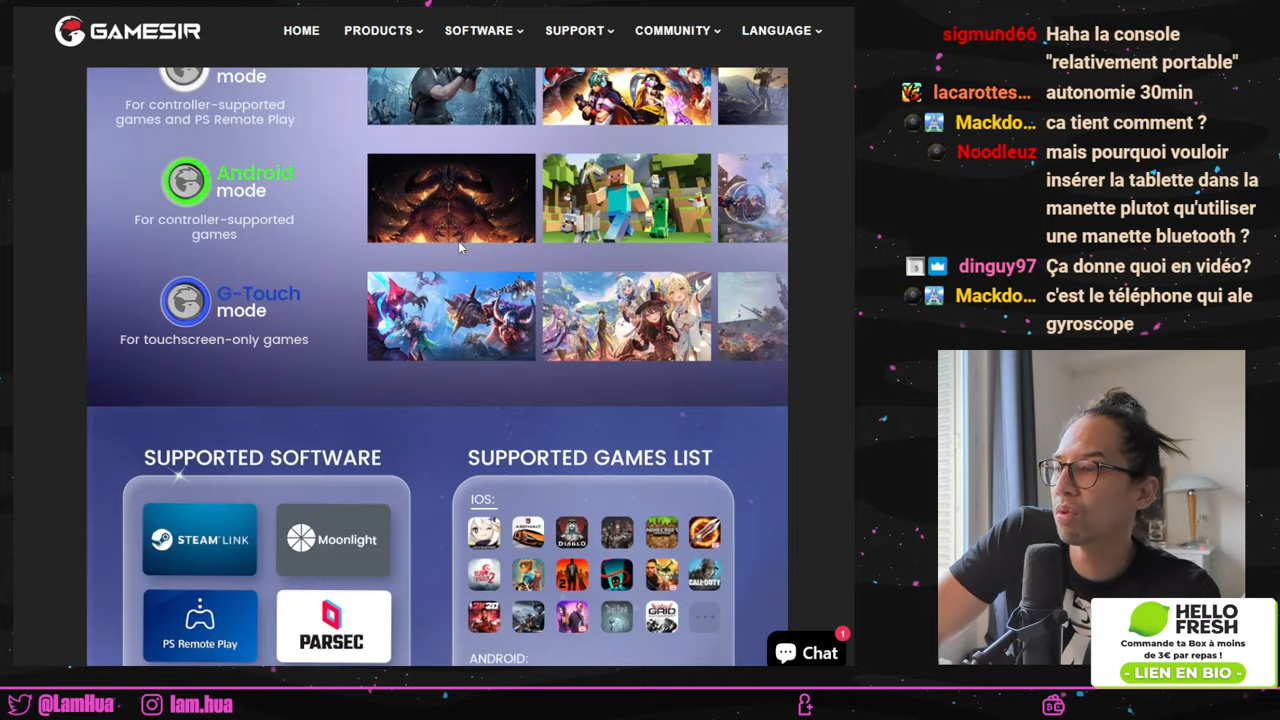 GAMESIR
HOME
PRODUCTS
SOFTWARE
SUPPORT
COMMUNITY
LANGUAGE
mode
For controller-supported
games and PS Remote Play
Android
mode
For controller-supported
games
G-Touch
mode
For touchscreen-only games
SUPPORTED SOFTWARE
STEAM LINK
Moonlight
PS Remote Play
PARSEC
SUPPORTED GAMES LIST
IOS:
DIABLO
2K20
GRID
ANDROID:
Chat
1
sigmund66 Haha la console
"relativement portable"
lacarottes… autonomie 30min
Mackdo… ca tient comment ?
Noodleuz mais pourquoi vouloir
insérer la tablette dans la
manette plutot qu'utiliser
une manette bluetooth ?
dinguy97 Ça donne quoi en vidéo?
Mackdo… c'est le téléphone qui ale
gyroscope
HELLO
FRESH
Commande ta Box à moins
de 3€ par repas !
- LIEN EN BIO -
@LamHua
lam.hua